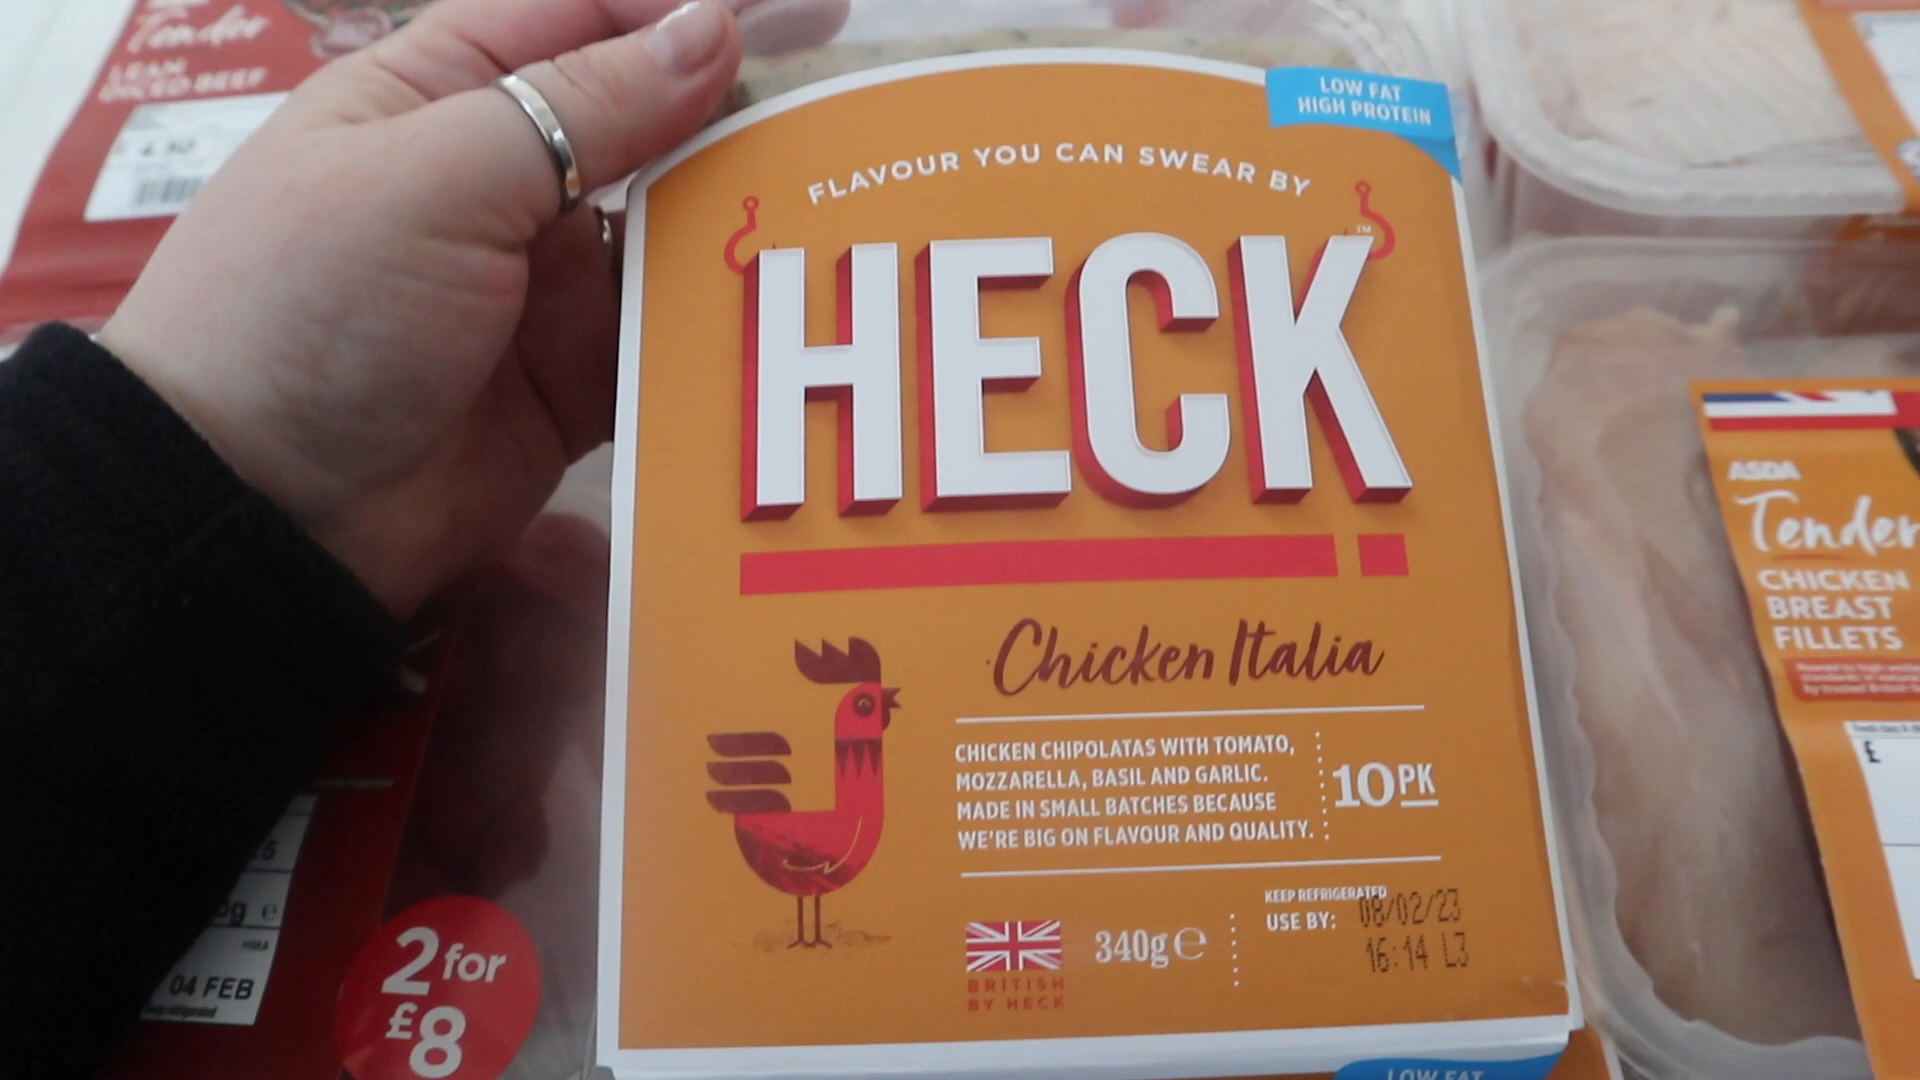 Tender
LEAN
DICED BEEF
£ 4.50
LOW FAT
HIGH PROTEIN
FLAVOUR YOU CAN SWEAR BY
HECK
TM
Chicken Italia
CHICKEN CHIPOLATAS WITH TOMATO,
MOZZARELLA, BASIL AND GARLIC.
MADE IN SMALL BATCHES BECAUSE
WE'RE BIG ON FLAVOUR AND QUALITY.
10PK
BRITISH
BY HECK
340g e
KEEP REFRIGERATED
USE BY: 08/02/23
16:14 L3
ASDA
Tender
CHICKEN
BREAST
FILLETS
£
04 FEB
2 for
£8
LOW FAT